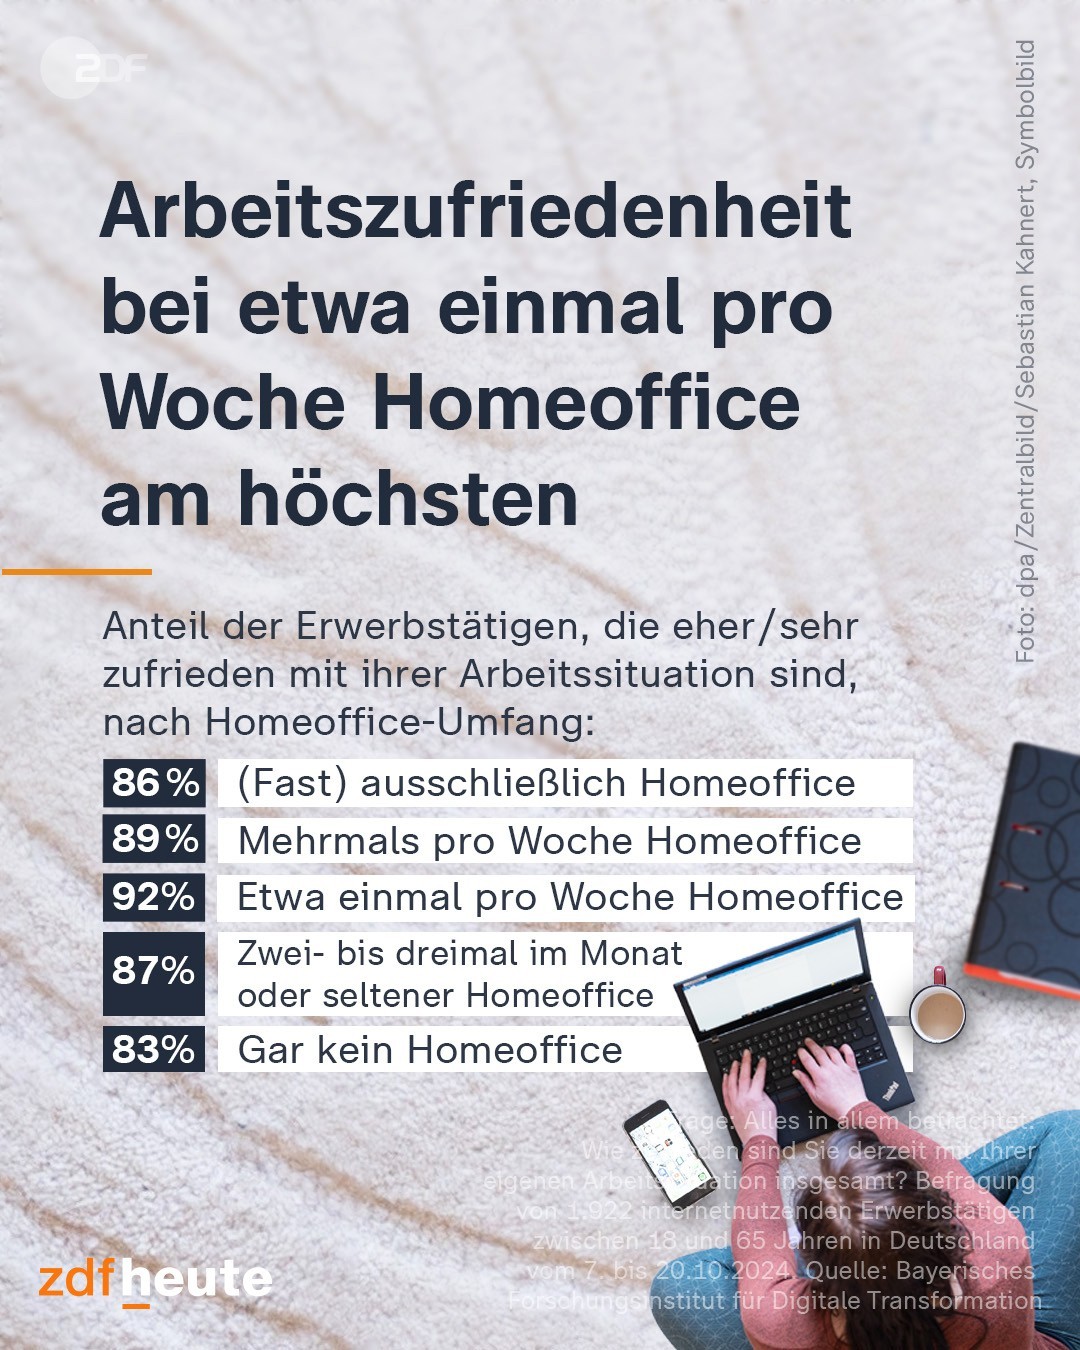 ZDF
Foto: dpa/Zentralbild/Sebastian Kahnert, Symbolbild
Arbeitszufriedenheit
bei etwa einmal pro
Woche Homeoffice
am höchsten
Anteil der Erwerbstätigen, die eher/sehr
zufrieden mit ihrer Arbeitssituation sind,
nach Homeoffice-Umfang:
86% (Fast) ausschließlich Homeoffice
89% Mehrmals pro Woche Homeoffice
92% Etwa einmal pro Woche Homeoffice
87% Zwei- bis dreimal im Monat
oder seltener Homeoffice
83% Gar kein Homeoffice
ThinkPad
Alles in allem betrachtet:
Wie sind Sie derzeit mit Ihrer
eigenen insgesamt? Befragung
von 1.922 internetnutzenden Erwerbstätigen
zwischen 18 und 65 Jahren in Deutschland
vom 7. bis 20.10.2024. Quelle: Bayerisches
Forschungsinstitut für Digitale Transformation
zdfheute